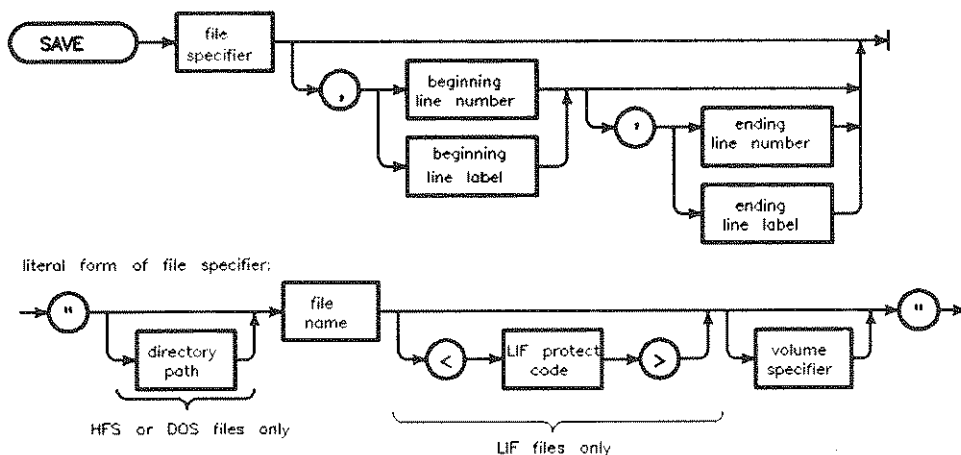 SAVE
file
specifier
,
beginning
line number
beginning
line label
,
ending
line number
ending
line label
literal form of file specifier:
"
directory
path
HFS or DOS files only
file
name
<
LIF protect
code
>
LIF files only
volume
specifier
"